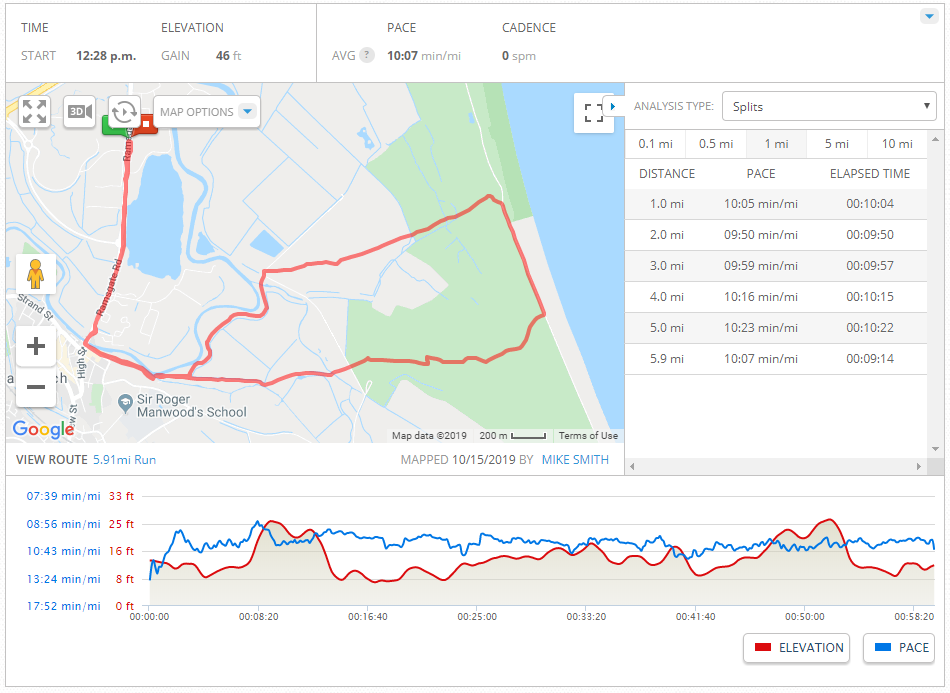 TIME ELEVATION PACE CADENCE
START 12:28 p.m. GAIN 46 ft AVG ? 10:07 min/mi 0 spm
3D MAP OPTIONS
ANALYSIS TYPE: Splits
0.1 mi 0.5 mi 1 mi 5 mi 10 mi
DISTANCE PACE ELAPSED TIME
1.0 mi 10:05 min/mi 00:10:04
2.0 mi 09:50 min/mi 00:09:50
3.0 mi 09:59 min/mi 00:09:57
4.0 mi 10:16 min/mi 00:10:15
5.0 mi 10:23 min/mi 00:10:22
5.9 mi 10:07 min/mi 00:09:14
Ramsgate Rd
Strand St
High St
Sir Roger
Manwood's School
Google
Map data ©2019 200 m Terms of Use
VIEW ROUTE 5.91mi Run MAPPED 10/15/2019 BY MIKE SMITH
07:39 min/mi 33 ft
08:56 min/mi 25 ft
10:43 min/mi 16 ft
13:24 min/mi 8 ft
17:52 min/mi 0 ft
00:00:00 00:08:20 00:16:40 00:25:00 00:33:20 00:41:40 00:50:00 00:58:20
ELEVATION PACE